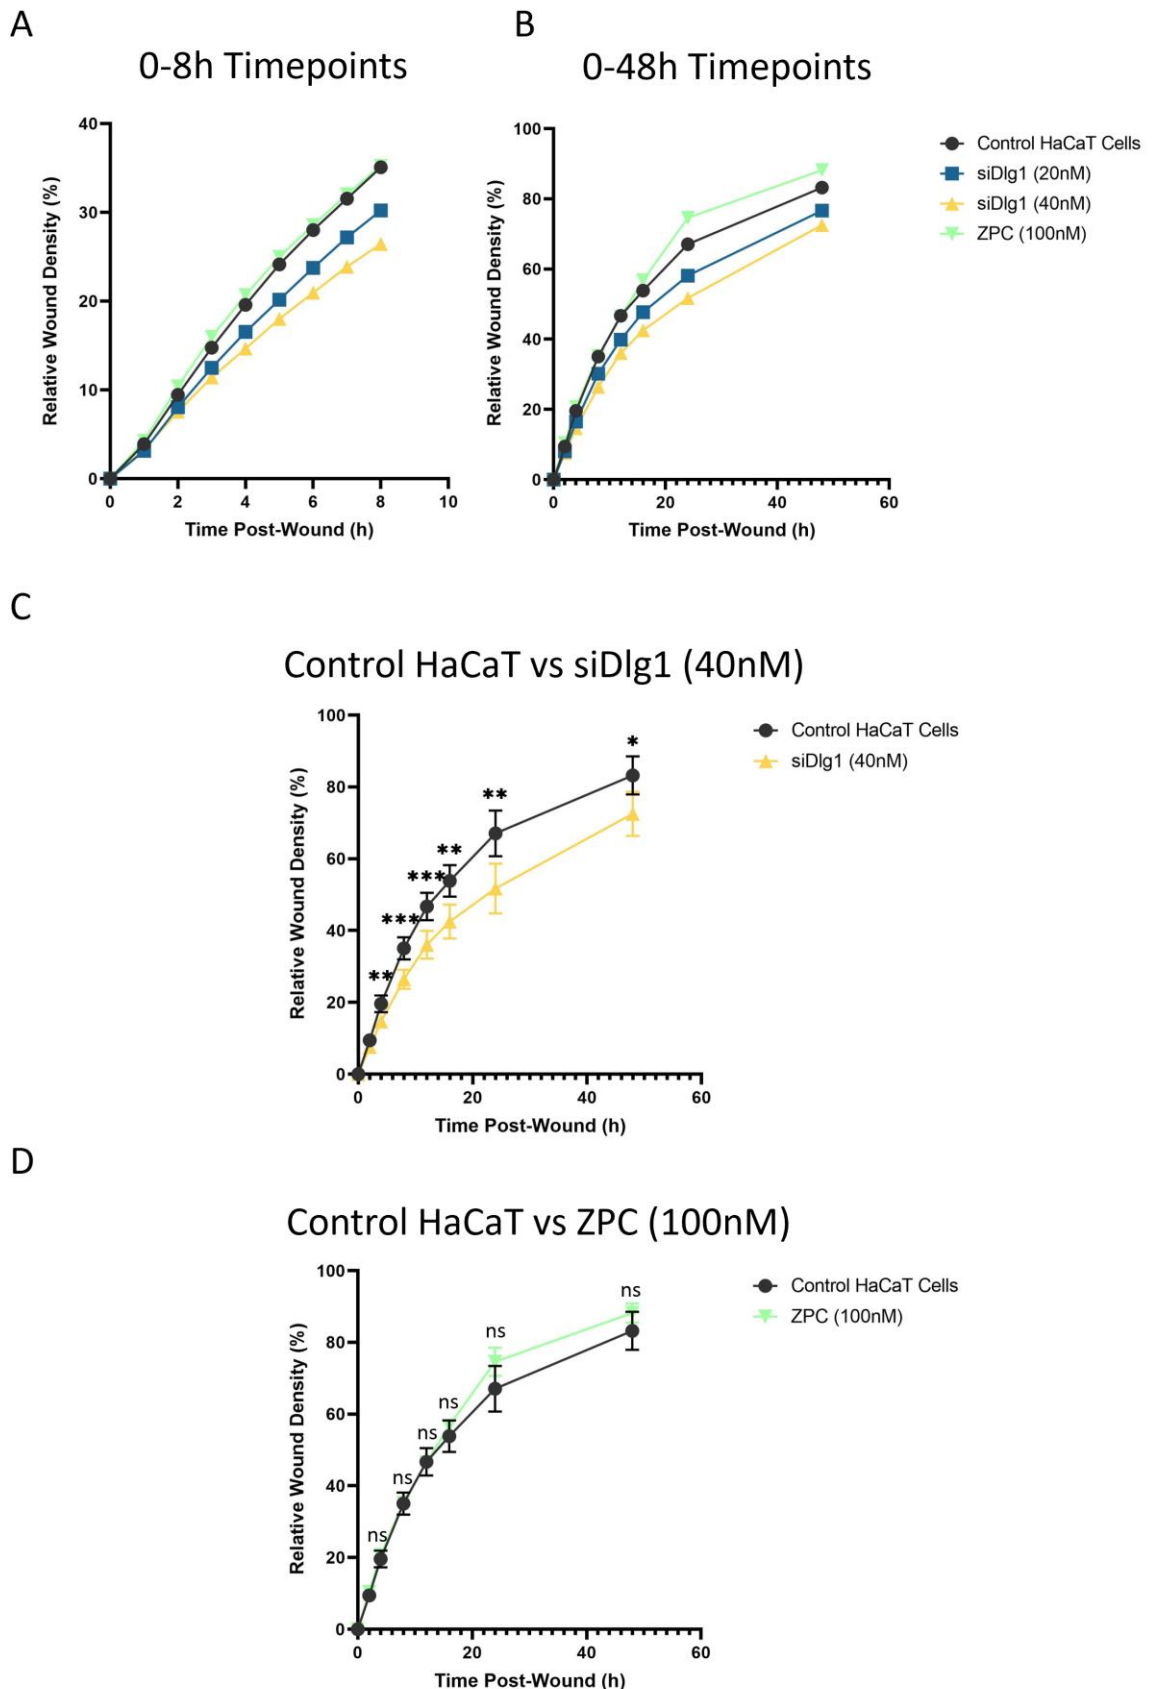 A
B
0-8h Timepoints
0-48h Timepoints
40
30
20
10
0
Relative Wound Density (%)
0 2 4 6 8 10
Time Post-Wound (h)
100
80
60
40
20
0
Relative Wound Density (%)
0 20 40 60
Time Post-Wound (h)
Control HaCaT Cells
siDlg1 (20nM)
siDlg1 (40nM)
ZPC (100nM)
C
Control HaCaT vs siDlg1 (40nM)
100
80
60
40
20
0
Relative Wound Density (%)
**
***
***
**
**
*
0 20 40 60
Time Post-Wound (h)
Control HaCaT Cells
siDlg1 (40nM)
D
Control HaCaT vs ZPC (100nM)
100
80
60
40
20
0
Relative Wound Density (%)
ns
ns
ns
ns
ns
ns
0 20 40 60
Time Post-Wound (h)
Control HaCaT Cells
ZPC (100nM)